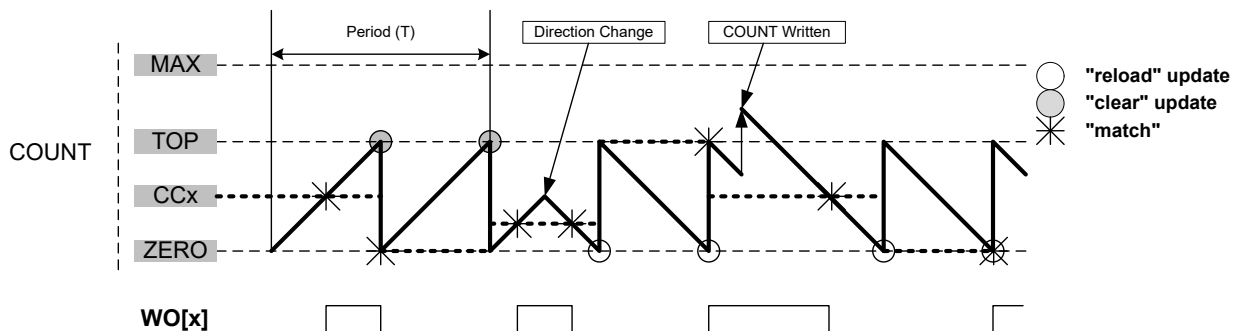 Period (T)
Direction Change
COUNT Written
MAX
"reload" update
"clear" update
TOP
"match"
COUNT
CCx
ZERO
WO[x]